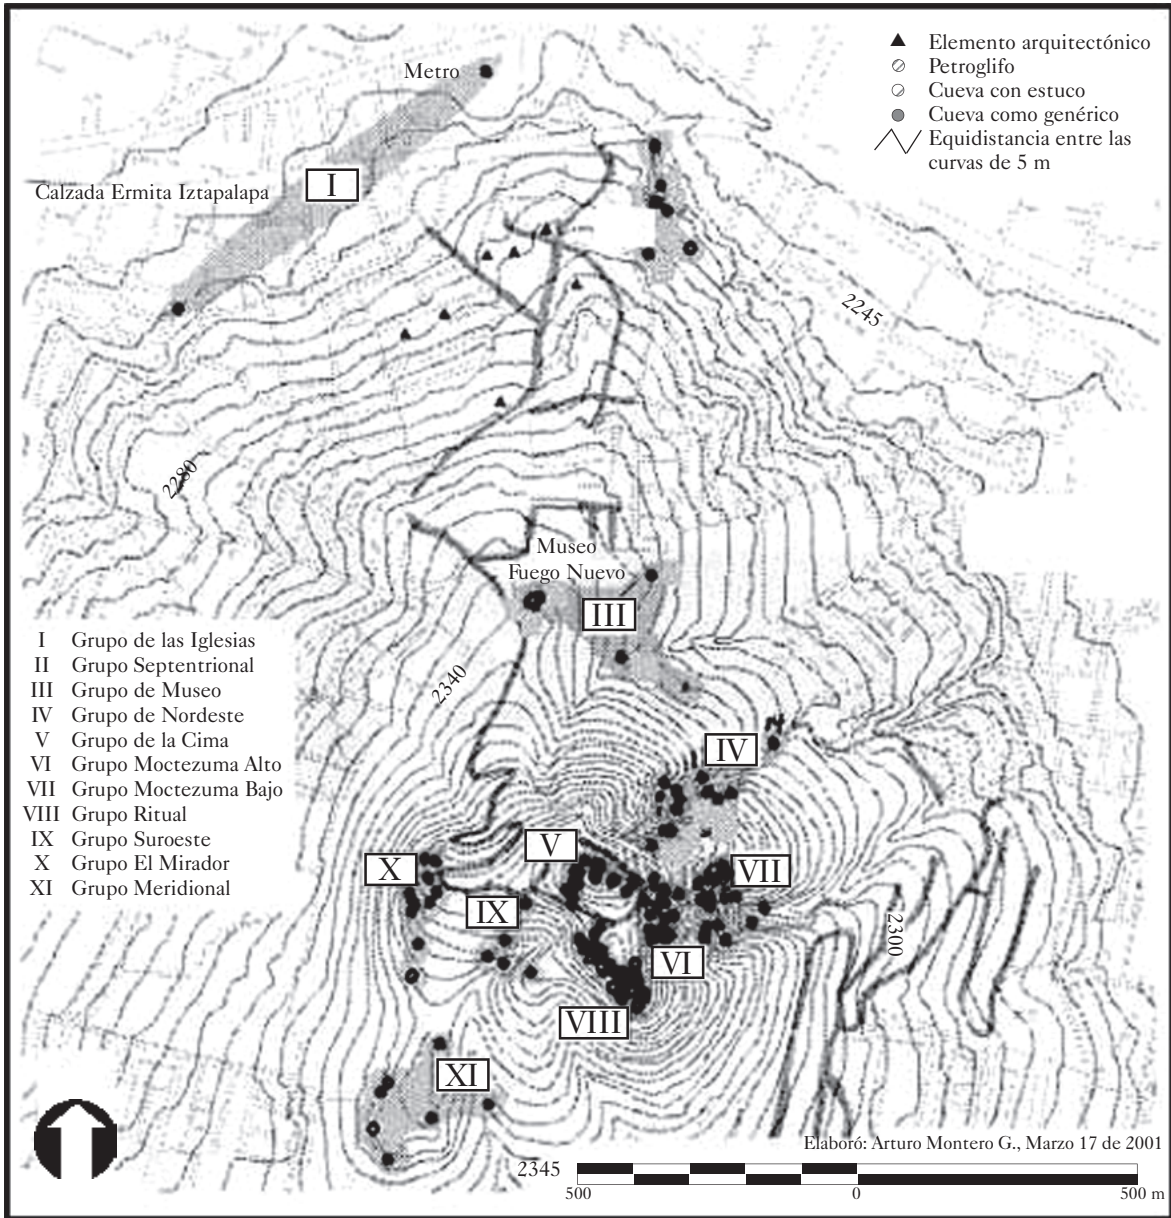 Elemento arquitectónico
Petroglifo
Cueva con estuco
Cueva como genérico
Equidistancia entre las
curvas de 5 m
Metro
Calzada Ermita Iztapalapa
I
2245
2280
Museo
Fuego Nuevo
III
2340
I Grupo de las Iglesias
II Grupo Septentrional
III Grupo de Museo
IV Grupo de Nordeste
V Grupo de la Cima
VI Grupo Moctezuma Alto
VII Grupo Moctezuma Bajo
VIII Grupo Ritual
IX Grupo Suroeste
X Grupo El Mirador
XI Grupo Meridional
IV
V
X
VII
IX
2300
VI
VIII
XI
Elaboró: Arturo Montero G., Marzo 17 de 2001
2345
500 0 500 m